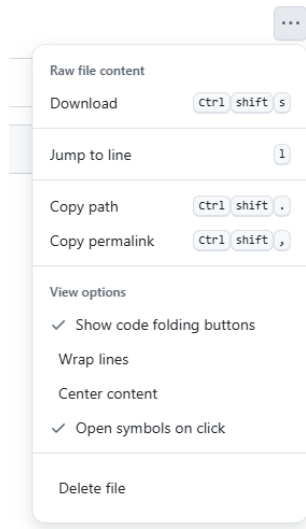 Raw file content
Download Ctrl shift s
Jump to line l
Copy path Ctrl shift .
Copy permalink Ctrl shift ,
View options
Show code folding buttons
Wrap lines
Center content
Open symbols on click
Delete file